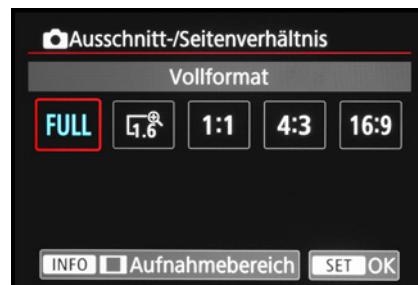 Ausschnitt-/Seitenverhältnis
Vollformat
FULL 1.6 1:1 4:3 16:9
INFO Aufnahmebereich SET OK